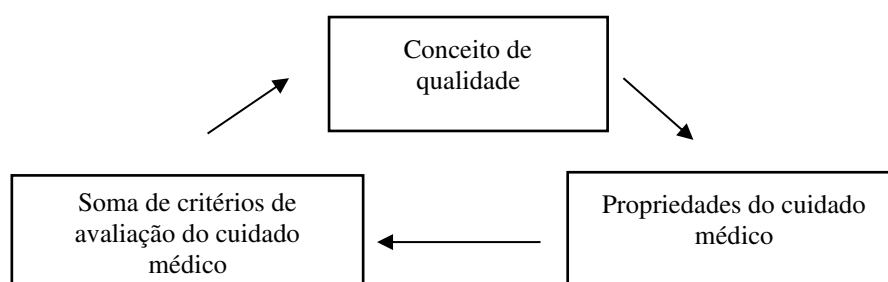 Conceito de
qualidade
Soma de critérios de
avaliação do cuidado
médico
Propriedades do cuidado
médico